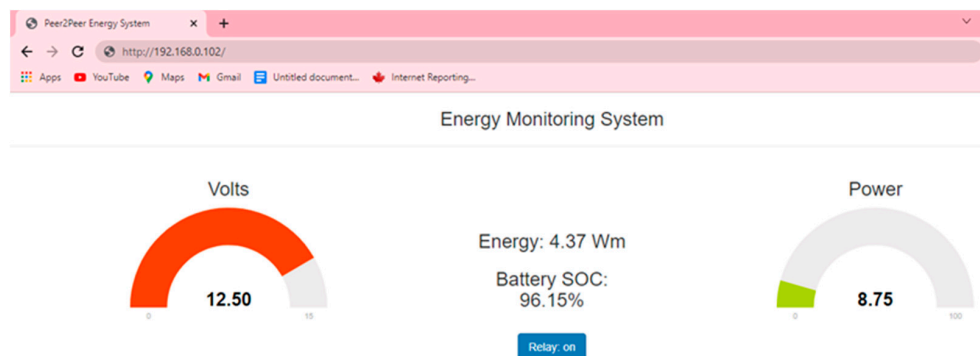 Peer2Peer Energy System
http://192.168.0.102/
Apps YouTube Maps Gmail Untitled document... Internet Reporting...
Energy Monitoring System
Volts
Power
Energy: 4.37 Wm
Battery SOC:
96.15%
12.50
8.75
0 15
0 100
Relay: on